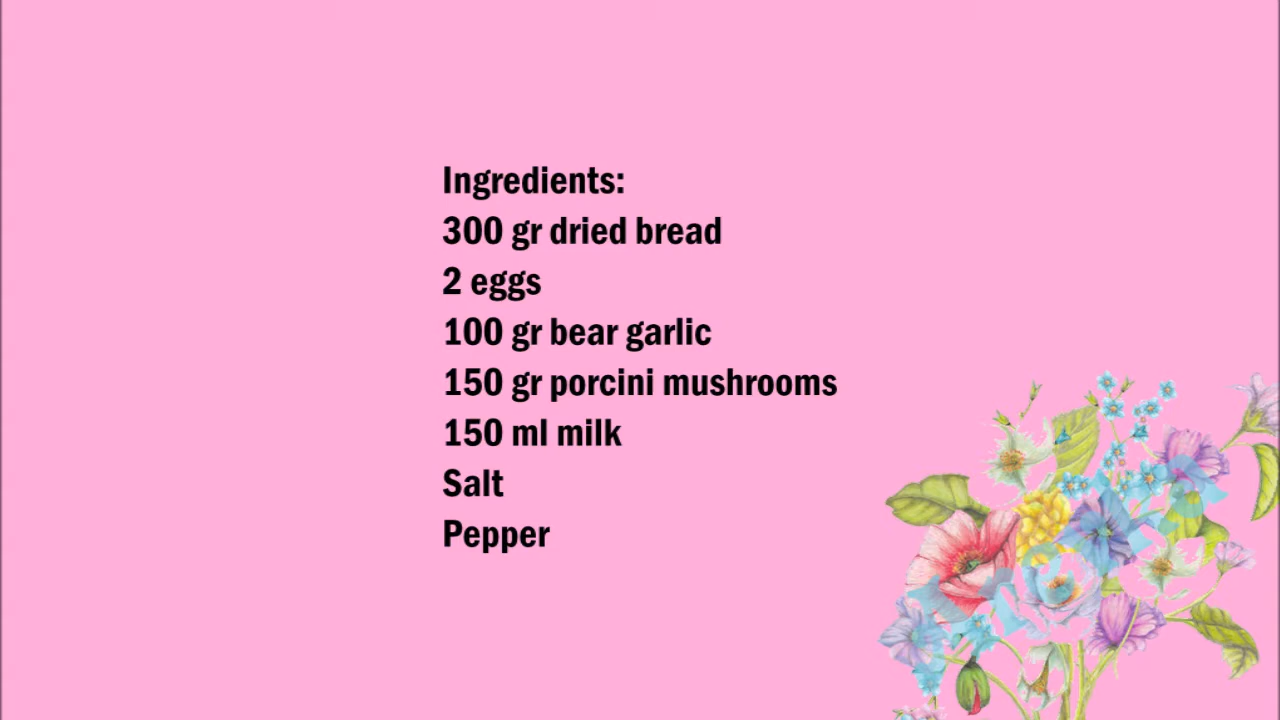 Ingredients:
300 gr dried bread
2 eggs
100 gr bear garlic
150 gr porcini mushrooms
150 ml milk
Salt
Pepper